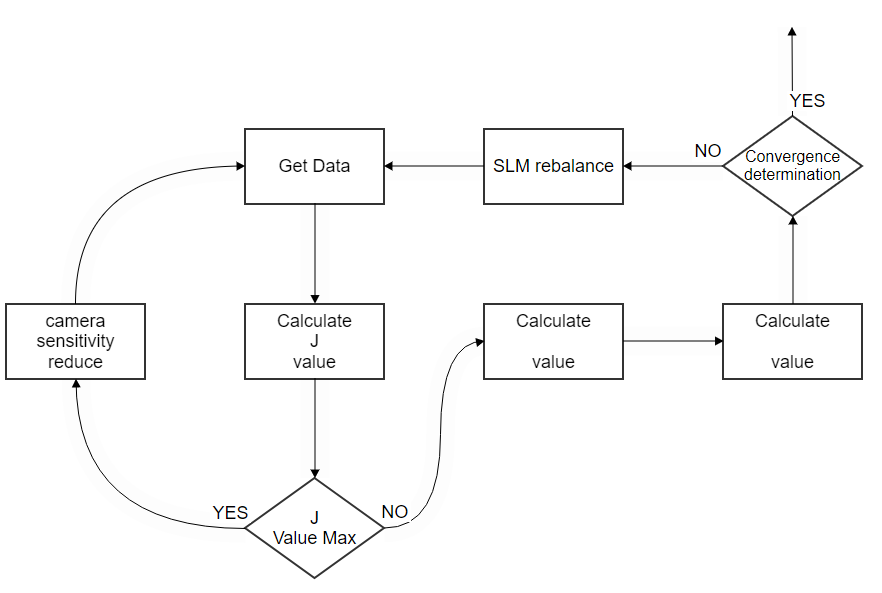 YES
Convergence
determination
NO
SLM rebalance
Get Data
camera
sensitivity
reduce
Calculate
J
value
Calculate
value
Calculate
value
YES
J
Value Max
NO